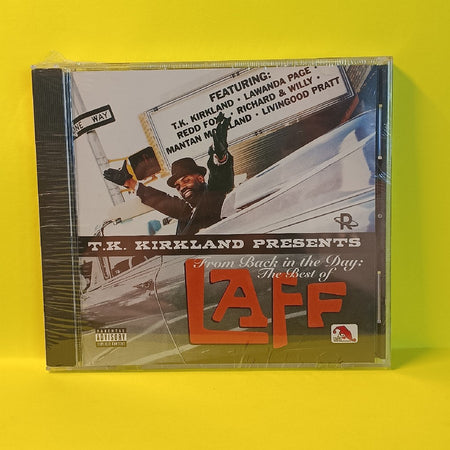 FEATURING:
T.K. KIRKLAND • LAWANDA PAGE •
REDD FOXX • RICHARD & WILLY •
MANTAN MORELAND • LIVINGOOD PRATT
ONE WAY
R
T.K. KIRKLAND PRESENTS
From Back in the Day:
The Best of
LAFF
PARENTAL
ADVISORY
EXPLICIT CONTENT